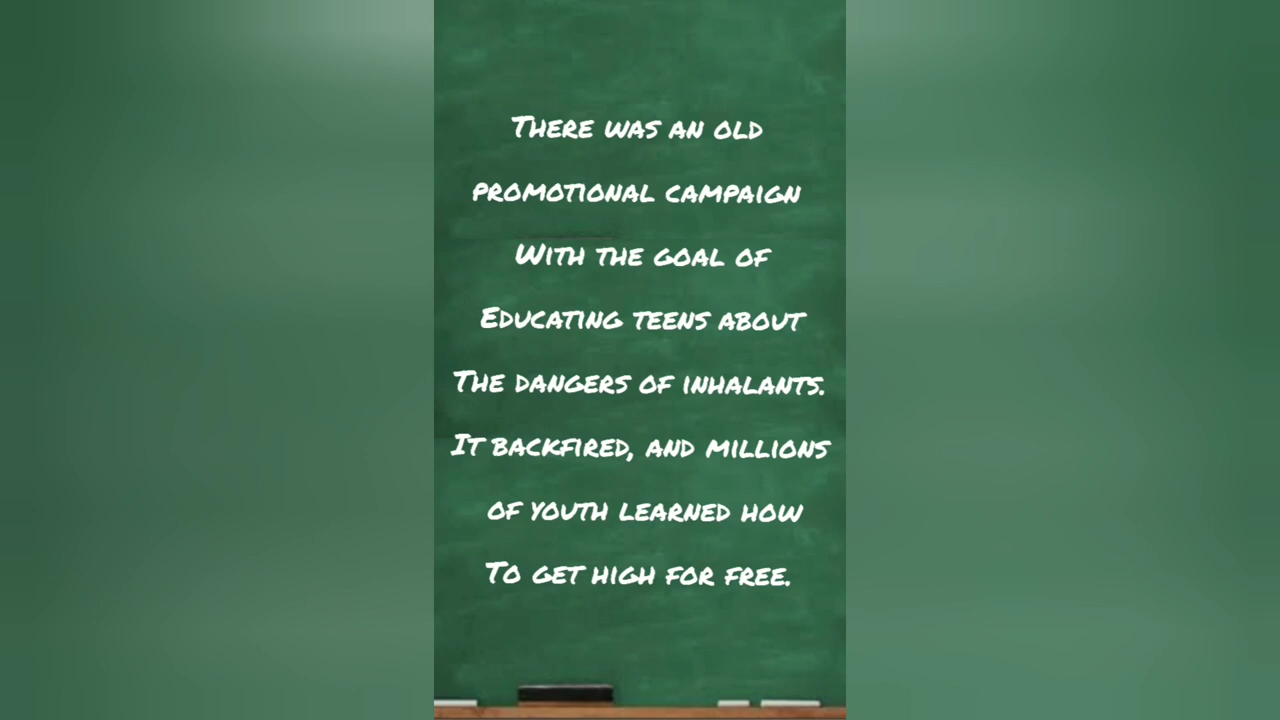 There was an old
promotional campaign
With the goal of
Educating teens about
The dangers of inhalants.
It backfired, and millions
of youth learned how
To get high for free.